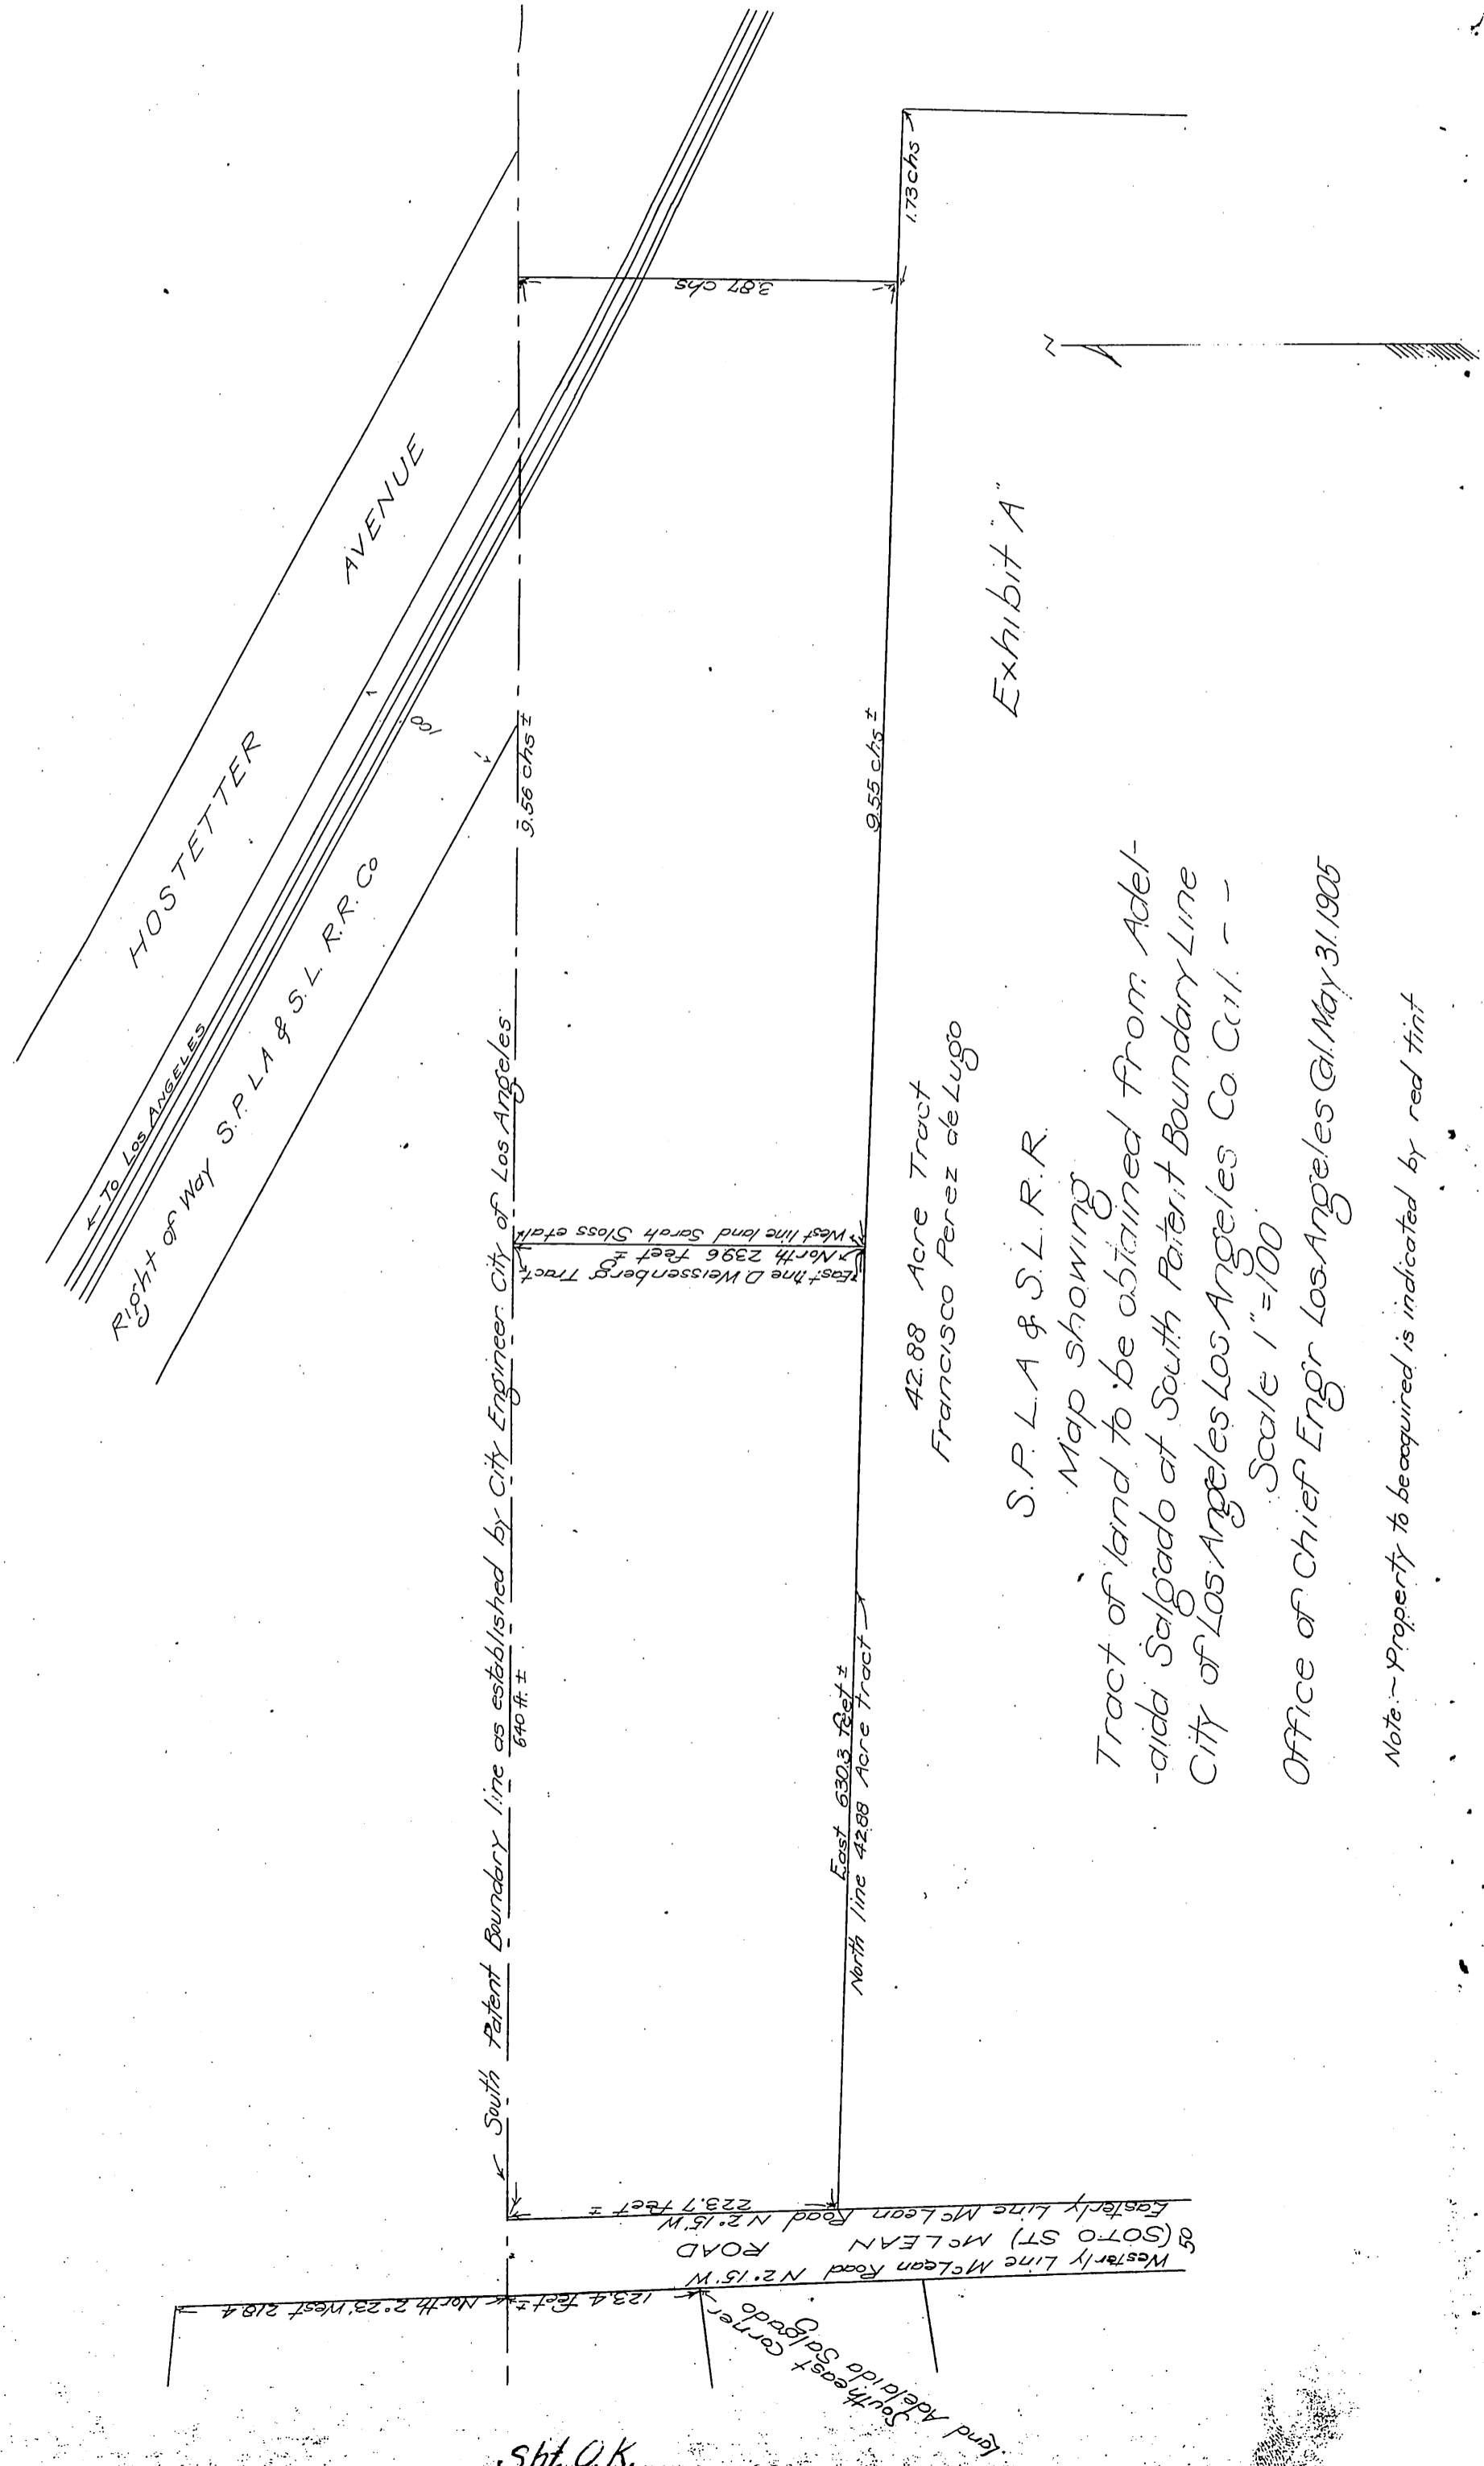 HOSTETTER AVENUE
← To Los ANGELES
Right of Way S.P. L.A & S.L. R.R. Co
18
South Patent Boundary line as established by City Engineer City of Los Angeles
640 ft. ±
9.56 chs ±
3.87 chs
1.73 chs
9.55 chs ±
West line land Sarah Sloss etal
North 239.6 feet ±
East line D. Weissenberg Tract
East 630.3 feet ±
North line 42.88 Acre Tract
42.88 Acre Tract
Francisco Perez de Lugo
Easterly Line McLean Road N 2° 15' W
223.7 feet ±
(SOTO ST) McLEAN ROAD
Westerly Line McLean Road N 2° 15' W
123.4 feet ±
North 2° 23' West 218.4
Southeast Corner
land Adelaida Salgado
Exhibit "A"
S.P. L.A & S.L.R.R.
Map showing
Tract of land to be obtained from Adel-
-aida Salgado at South Patent Boundary Line
City of Los Angeles Los Angeles Co. Cal. - -
Scale 1"=100'
Office of Chief Engr Los Angeles Cal. May 31. 1905
Note:- Property to be acquired is indicated by red tint
Sht O.K.